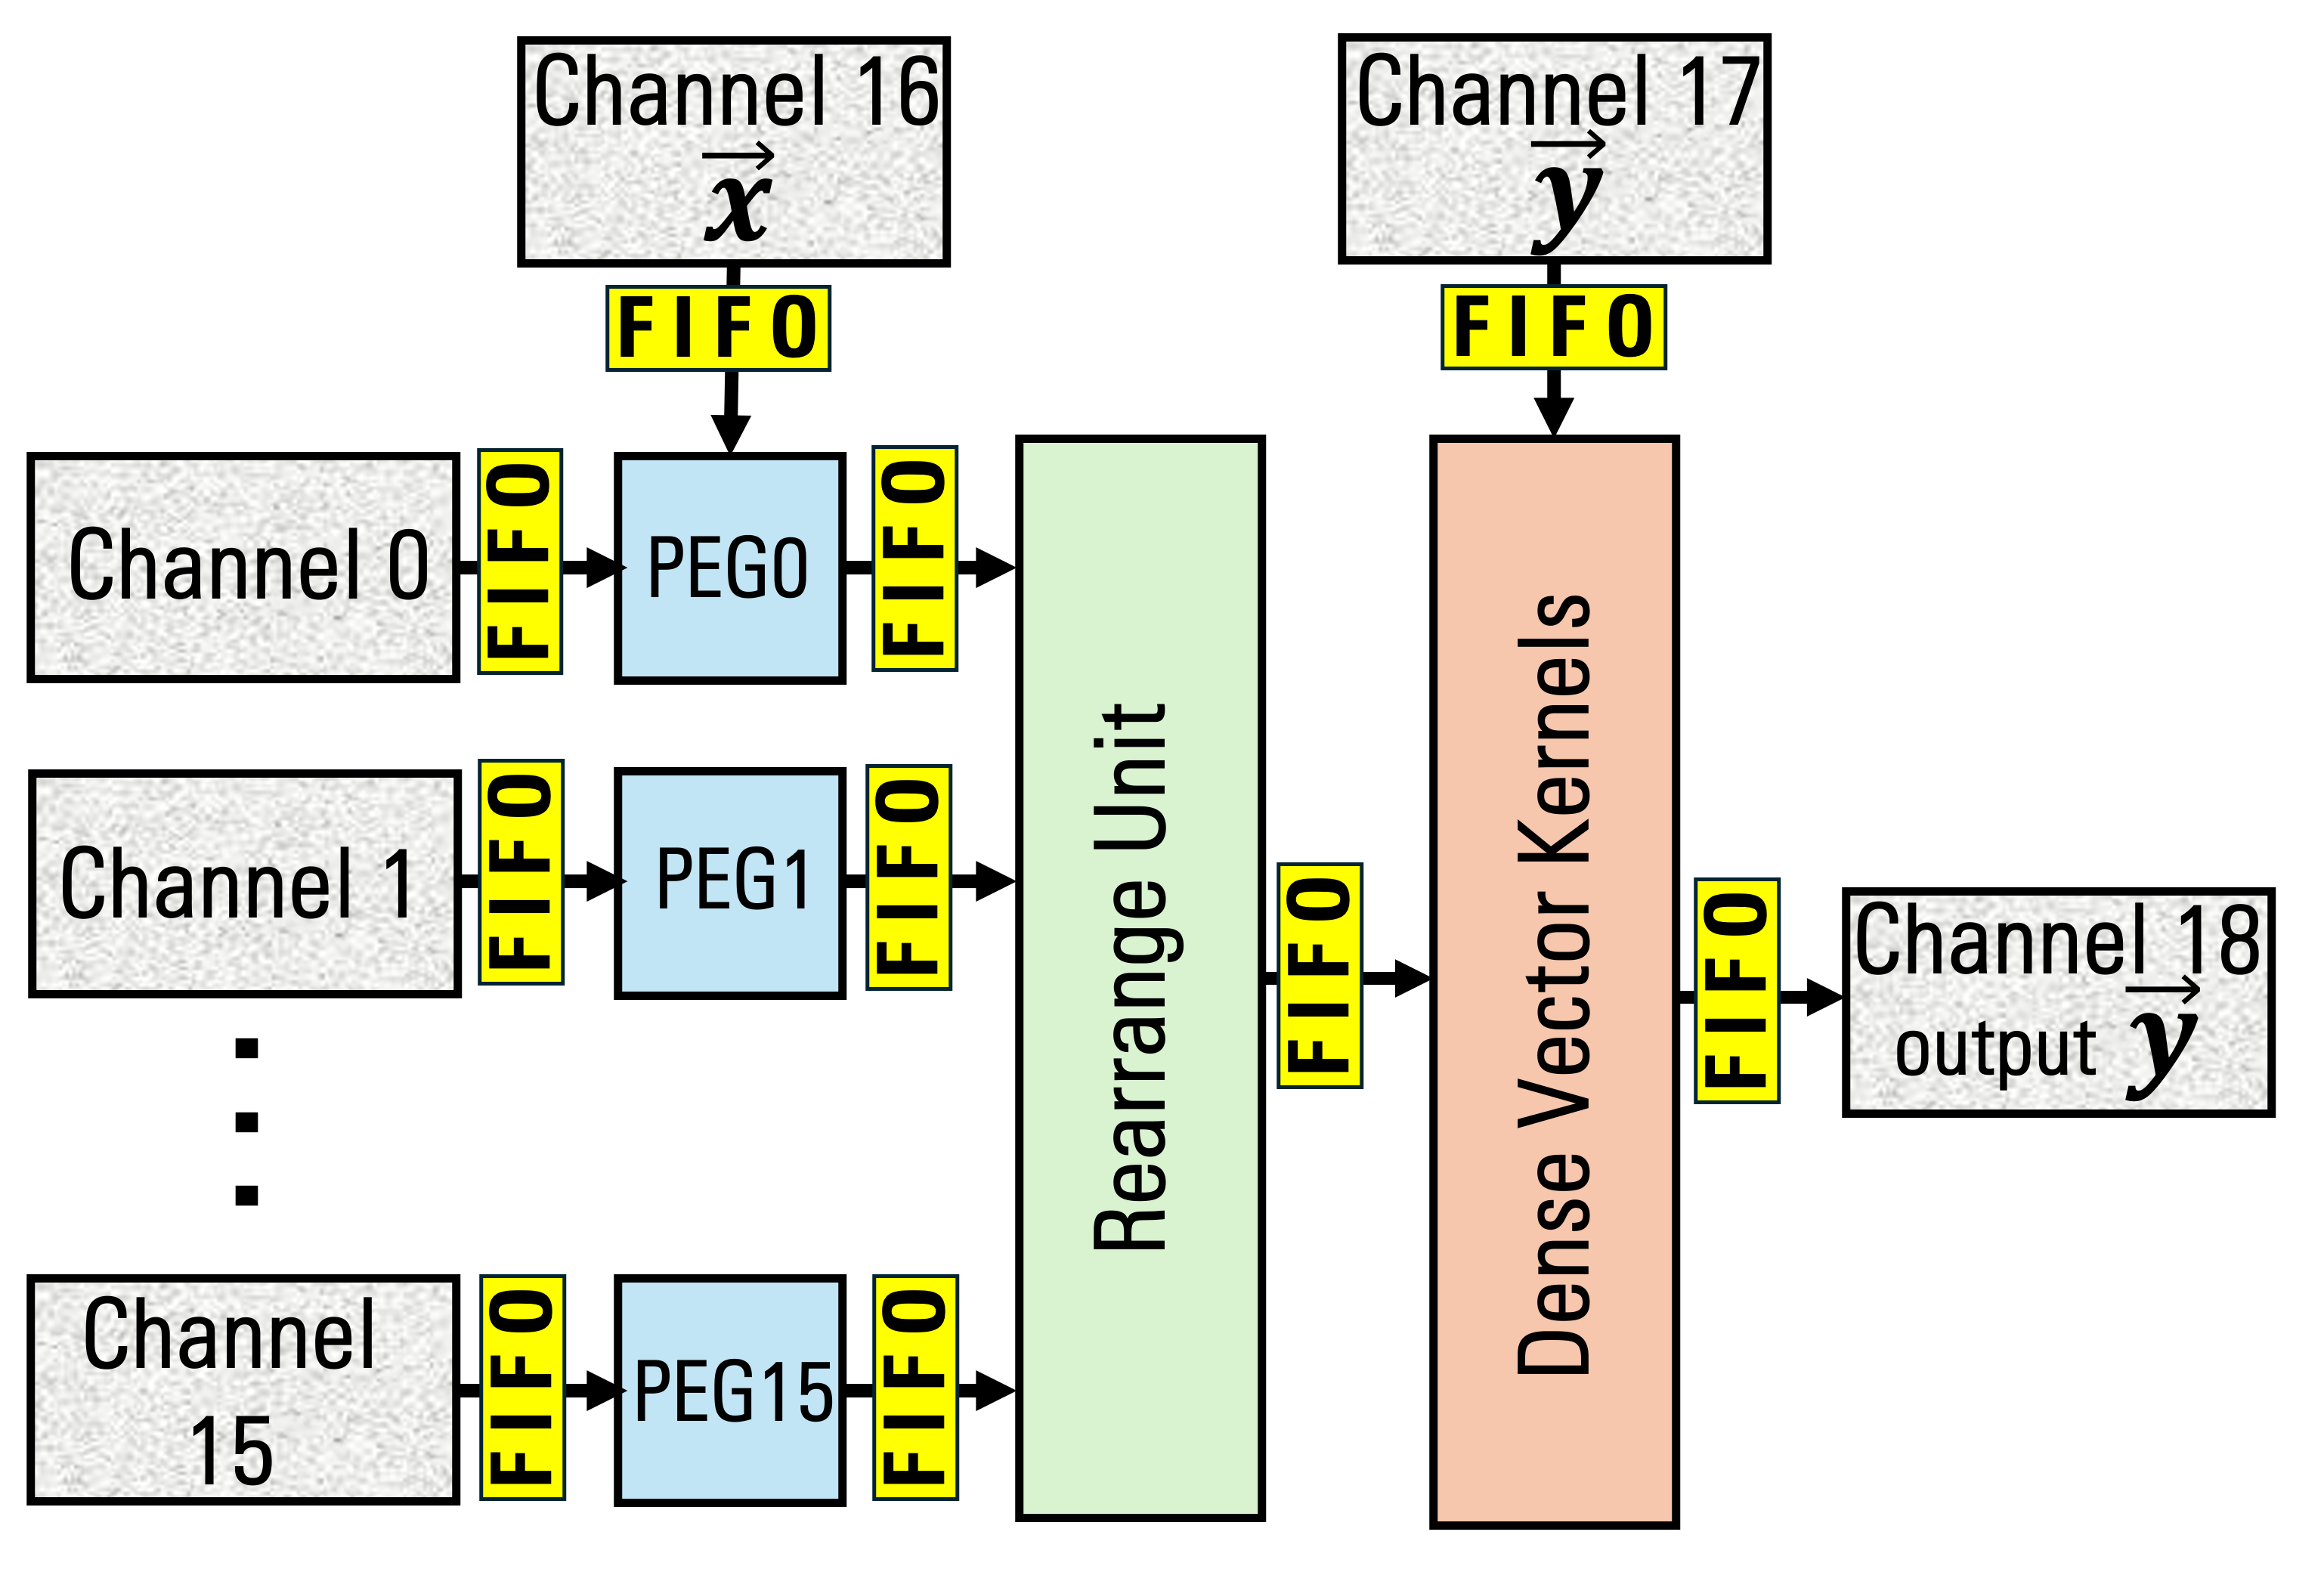 Channel 16
x
Channel 17
y
FIFO
FIFO
Channel 0
FIFO
PEG0
FIFO
Channel 1
FIFO
PEG1
FIFO
Rearrange Unit
FIFO
Dense Vector Kernels
FIFO
Channel 18
output y
Channel
15
FIFO
PEG15
FIFO